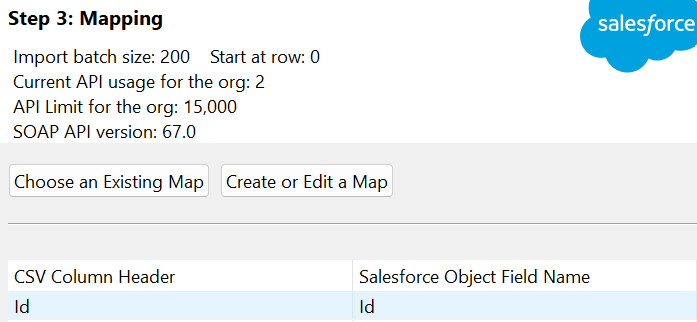 Step 3: Mapping
salesforce
Import batch size: 200 Start at row: 0
Current API usage for the org: 2
API Limit for the org: 15,000
SOAP API version: 67.0
Choose an Existing Map Create or Edit a Map
CSV Column Header Salesforce Object Field Name
Id Id